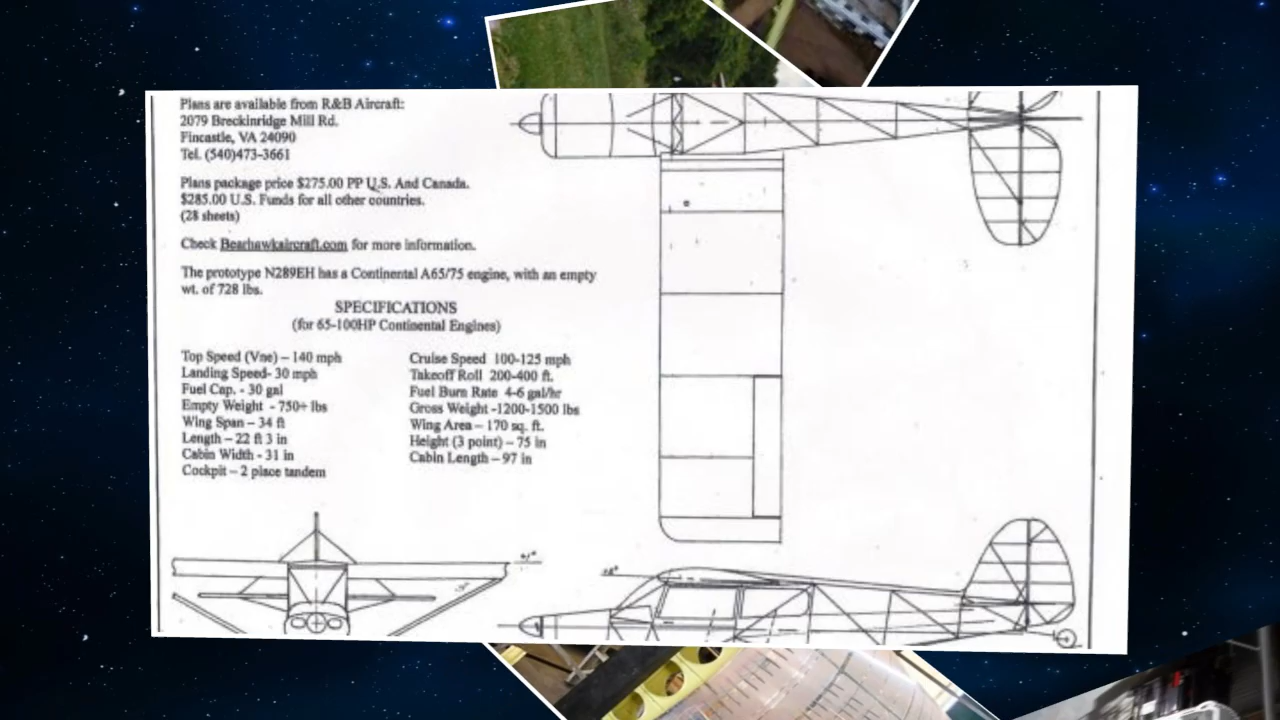 Plans are available from R&B Aircraft:
2079 Breckinridge Mill Rd.
Fincastle, VA 24090
Tel. (540)473-3661
Plans package price $275.00 PP U.S. And Canada.
$285.00 U.S. Funds for all other countries.
(28 sheets)
Check Bearhawkaircraft.com for more information.
The prototype N289EH has a Continental A65/75 engine, with an empty
wt. of 728 lbs.
SPECIFICATIONS
(for 65-100HP Continental Engines)
Top Speed (Vne) – 140 mph
Landing Speed- 30 mph
Fuel Cap. - 30 gal
Empty Weight - 750+ lbs
Wing Span – 34 ft
Length – 22 ft 3 in
Cabin Width - 31 in
Cockpit – 2 place tandem
Cruise Speed 100-125 mph
Takeoff Roll 200-400 ft.
Fuel Burn Rate 4-6 gal/hr
Gross Weight -1200-1500 lbs
Wing Area – 170 sq. ft.
Height (3 point) – 75 in
Cabin Length – 97 in